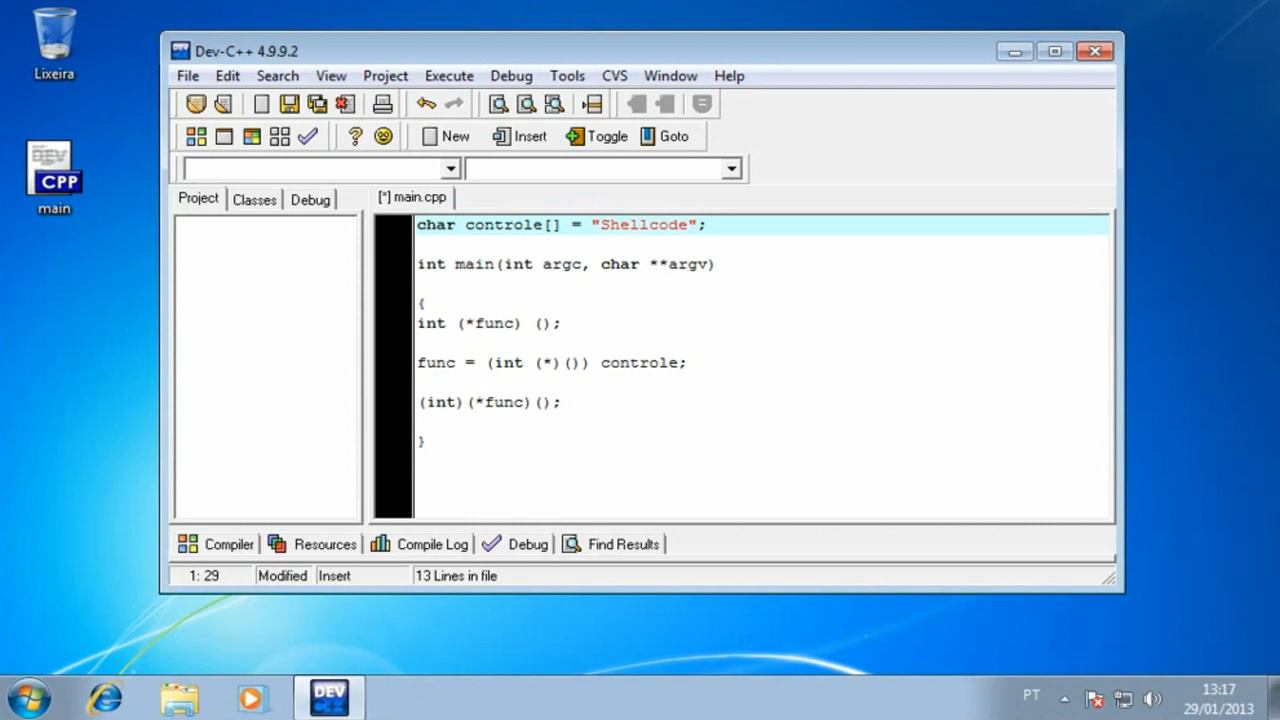 Lixeira
DEV
CPP
main
Dev-C++ 4.9.9.2
File Edit Search View Project Execute Debug Tools CVS Window Help
New Insert Toggle Goto
Project Classes Debug
[*] main.cpp
char controle[] = "Shellcode";
int main(int argc, char **argv)
{
int (*func) ();
func = (int (*)()) controle;
(int)(*func)();
}
Compiler Resources Compile Log Debug Find Results
1: 29 Modified Insert 13 Lines in file
DEV
PT
13:17
29/01/2013